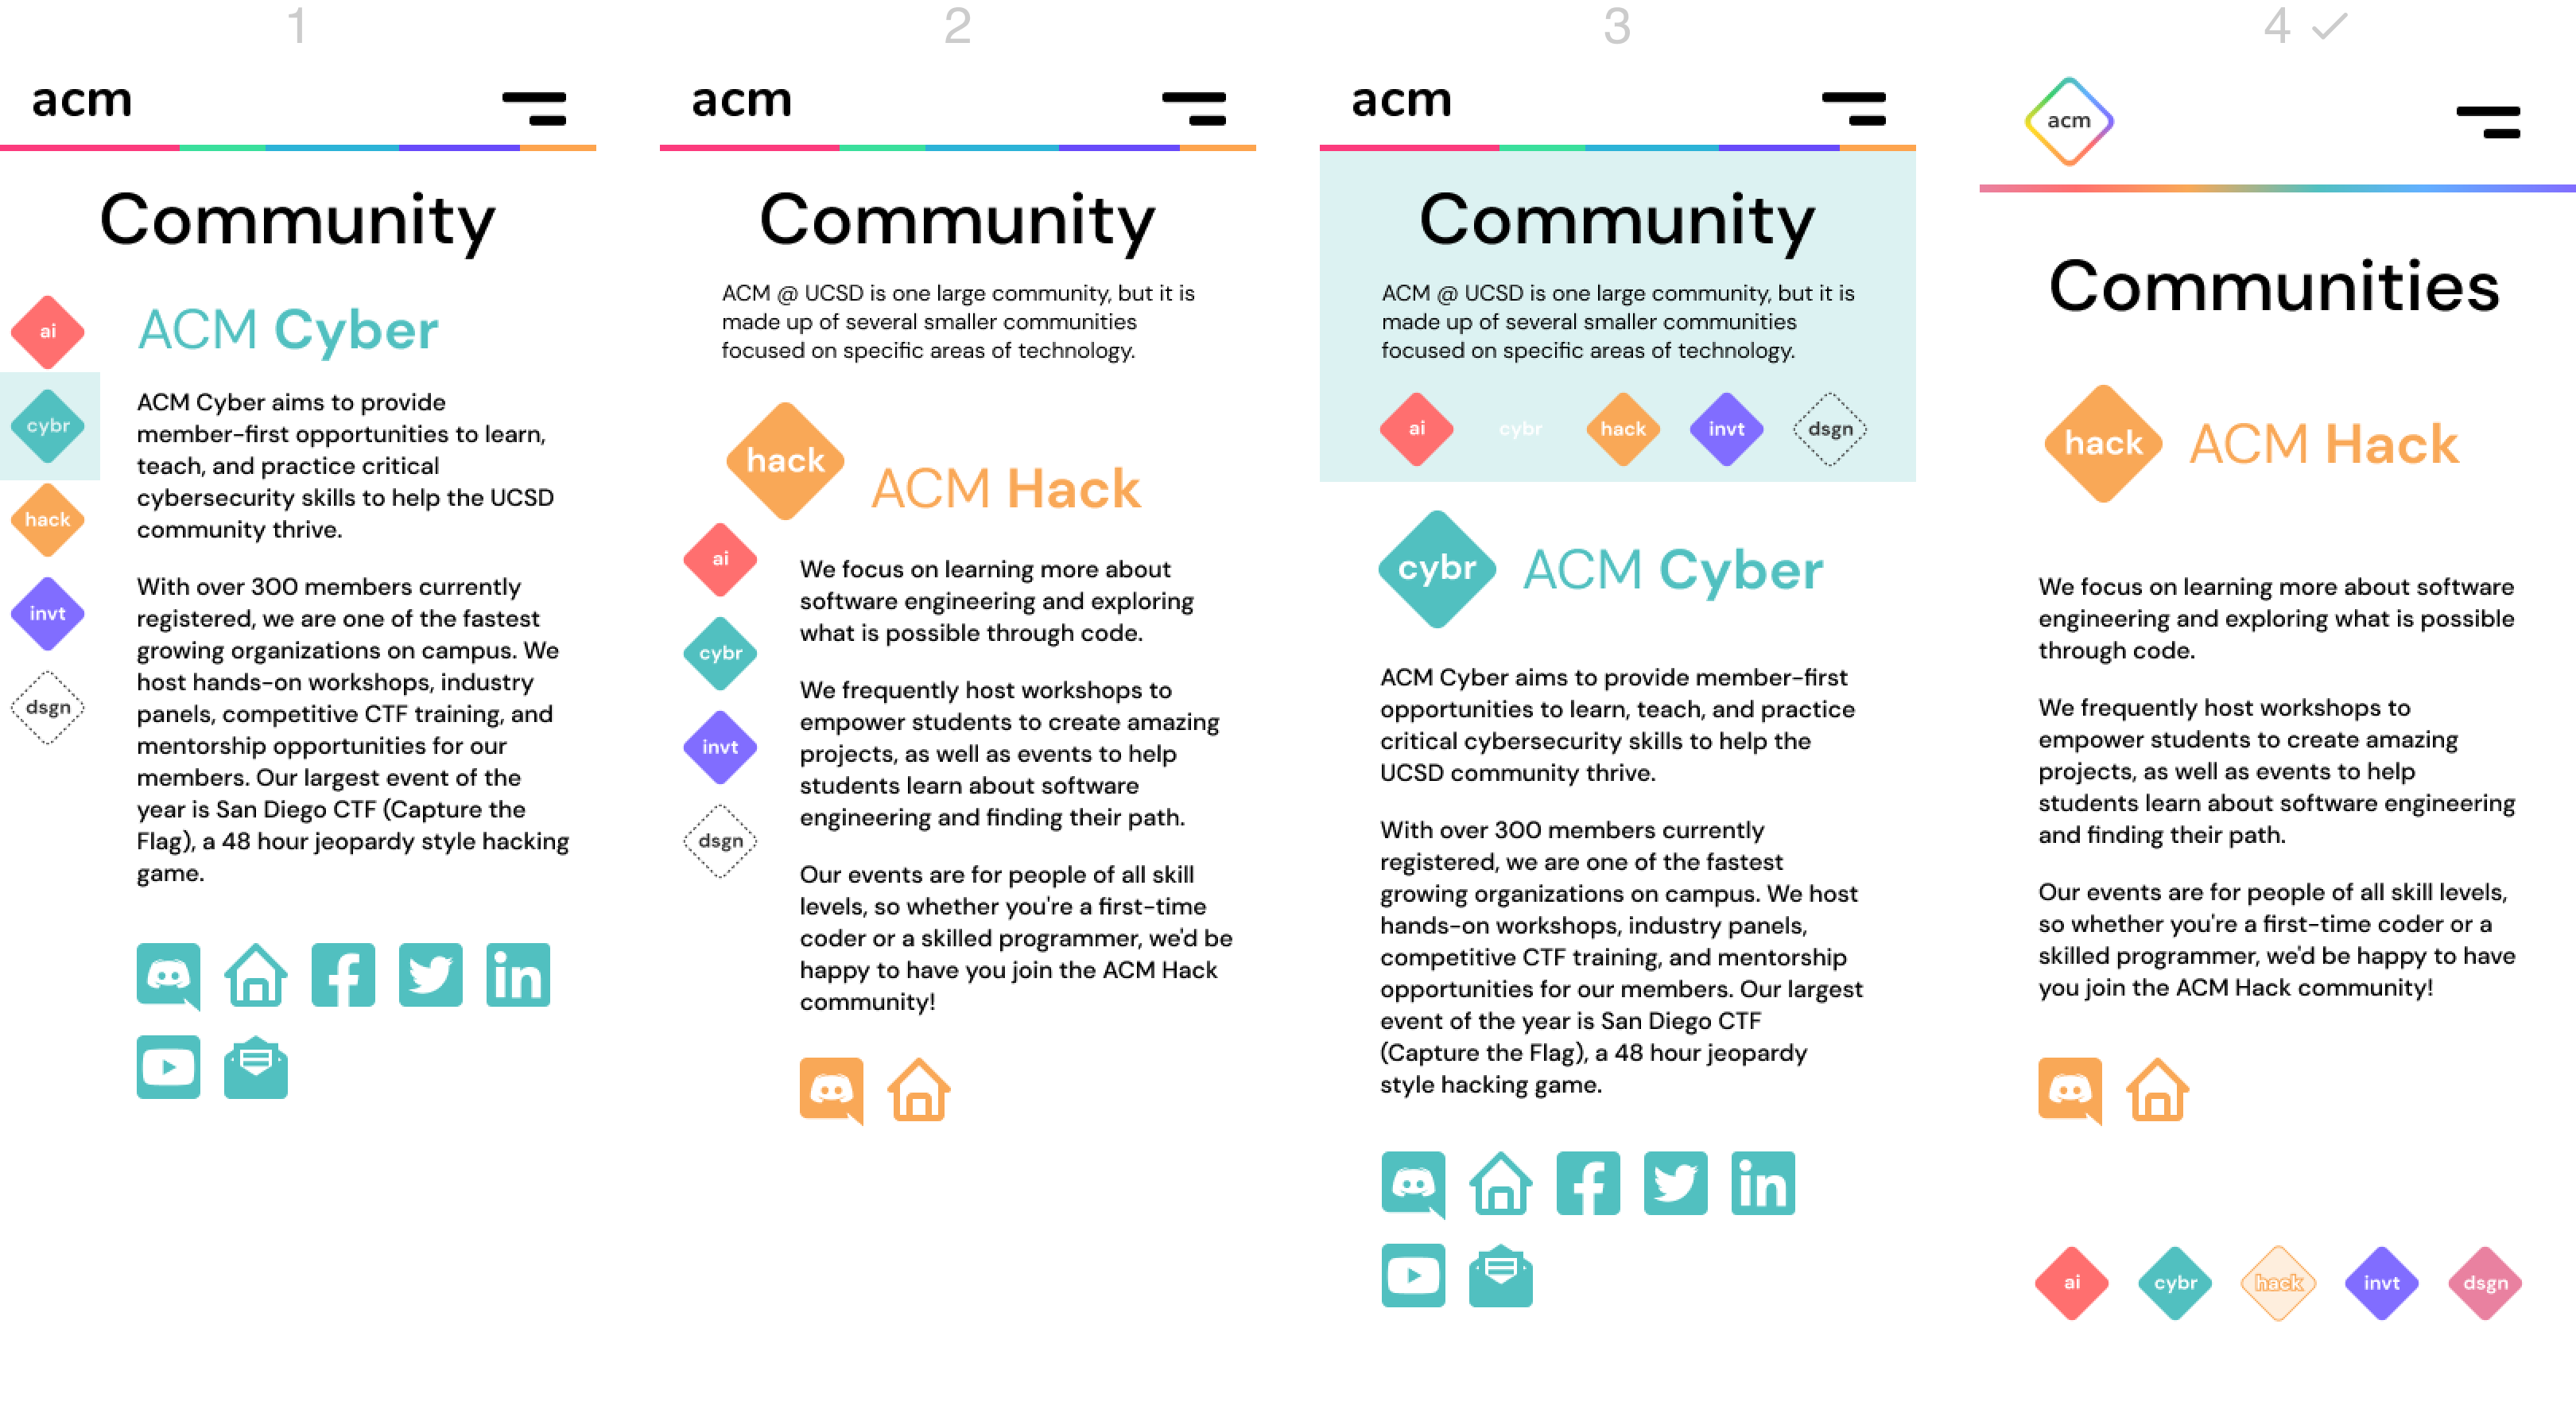 1
acm
Community
ai
cybr
hack
invt
dsgn
ACM Cyber
ACM Cyber aims to provide
member-first opportunities to learn,
teach, and practice critical
cybersecurity skills to help the UCSD
community thrive.
With over 300 members currently
registered, we are one of the fastest
growing organizations on campus. We
host hands-on workshops, industry
panels, competitive CTF training, and
mentorship opportunities for our
members. Our largest event of the
year is San Diego CTF (Capture the
Flag), a 48 hour jeopardy style hacking
game.
in
2
acm
Community
ACM @ UCSD is one large community, but it is
made up of several smaller communities
focused on specific areas of technology.
hack
ACM Hack
ai
cybr
invt
dsgn
We focus on learning more about
software engineering and exploring
what is possible through code.
We frequently host workshops to
empower students to create amazing
projects, as well as events to help
students learn about software
engineering and finding their path.
Our events are for people of all skill
levels, so whether you're a first-time
coder or a skilled programmer, we'd be
happy to have you join the ACM Hack
community!
3
acm
Community
ACM @ UCSD is one large community, but it is
made up of several smaller communities
focused on specific areas of technology.
ai cybr hack invt dsgn
cybr
ACM Cyber
ACM Cyber aims to provide member-first
opportunities to learn, teach, and practice
critical cybersecurity skills to help the
UCSD community thrive.
With over 300 members currently
registered, we are one of the fastest
growing organizations on campus. We host
hands-on workshops, industry panels,
competitive CTF training, and mentorship
opportunities for our members. Our largest
event of the year is San Diego CTF
(Capture the Flag), a 48 hour jeopardy
style hacking game.
in
4 ✓
acm
Communities
hack
ACM Hack
We focus on learning more about software
engineering and exploring what is possible
through code.
We frequently host workshops to
empower students to create amazing
projects, as well as events to help
students learn about software engineering
and finding their path.
Our events are for people of all skill levels,
so whether you're a first-time coder or a
skilled programmer, we'd be happy to have
you join the ACM Hack community!
ai cybr hack invt dsgn